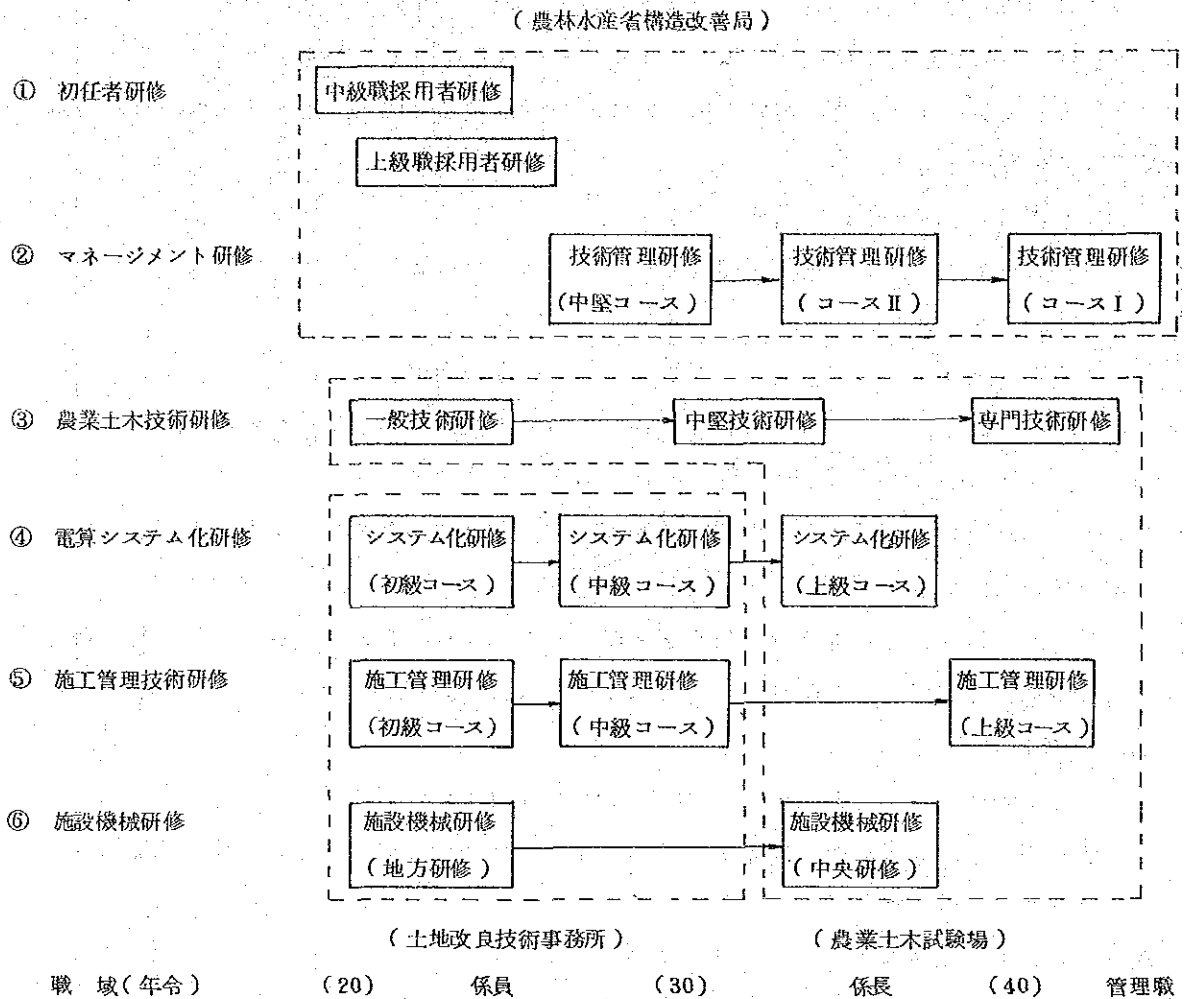 (農林水産省構造改善局)
① 初任者研修
中級職採用者研修
上級職採用者研修
② マネージメント研修
技術管理研修
(中堅コース)
技術管理研修
(コースⅡ)
技術管理研修
(コースⅠ)
③ 農業土木技術研修
一般技術研修
中堅技術研修
専門技術研修
④ 電算システム化研修
システム化研修
(初級コース)
システム化研修
(中級コース)
システム化研修
(上級コース)
⑤ 施工管理技術研修
施工管理研修
(初級コース)
施工管理研修
(中級コース)
施工管理研修
(上級コース)
⑥ 施設機械研修
施設機械研修
(地方研修)
施設機械研修
(中央研修)
(土地改良技術事務所) (農業土木試験場)
職 域(年令) (20) 係員 (30) 係長 (40) 管理職